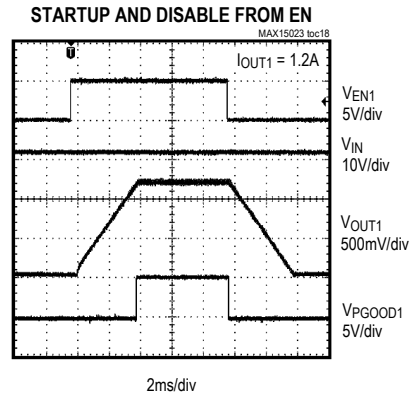 STARTUP AND DISABLE FROM EN
MAX15023 toc18
T
IOUT1 = 1.2A
VEN1
5V/div
VIN
10V/div
VOUT1
500mV/div
VPGOOD1
5V/div
2ms/div